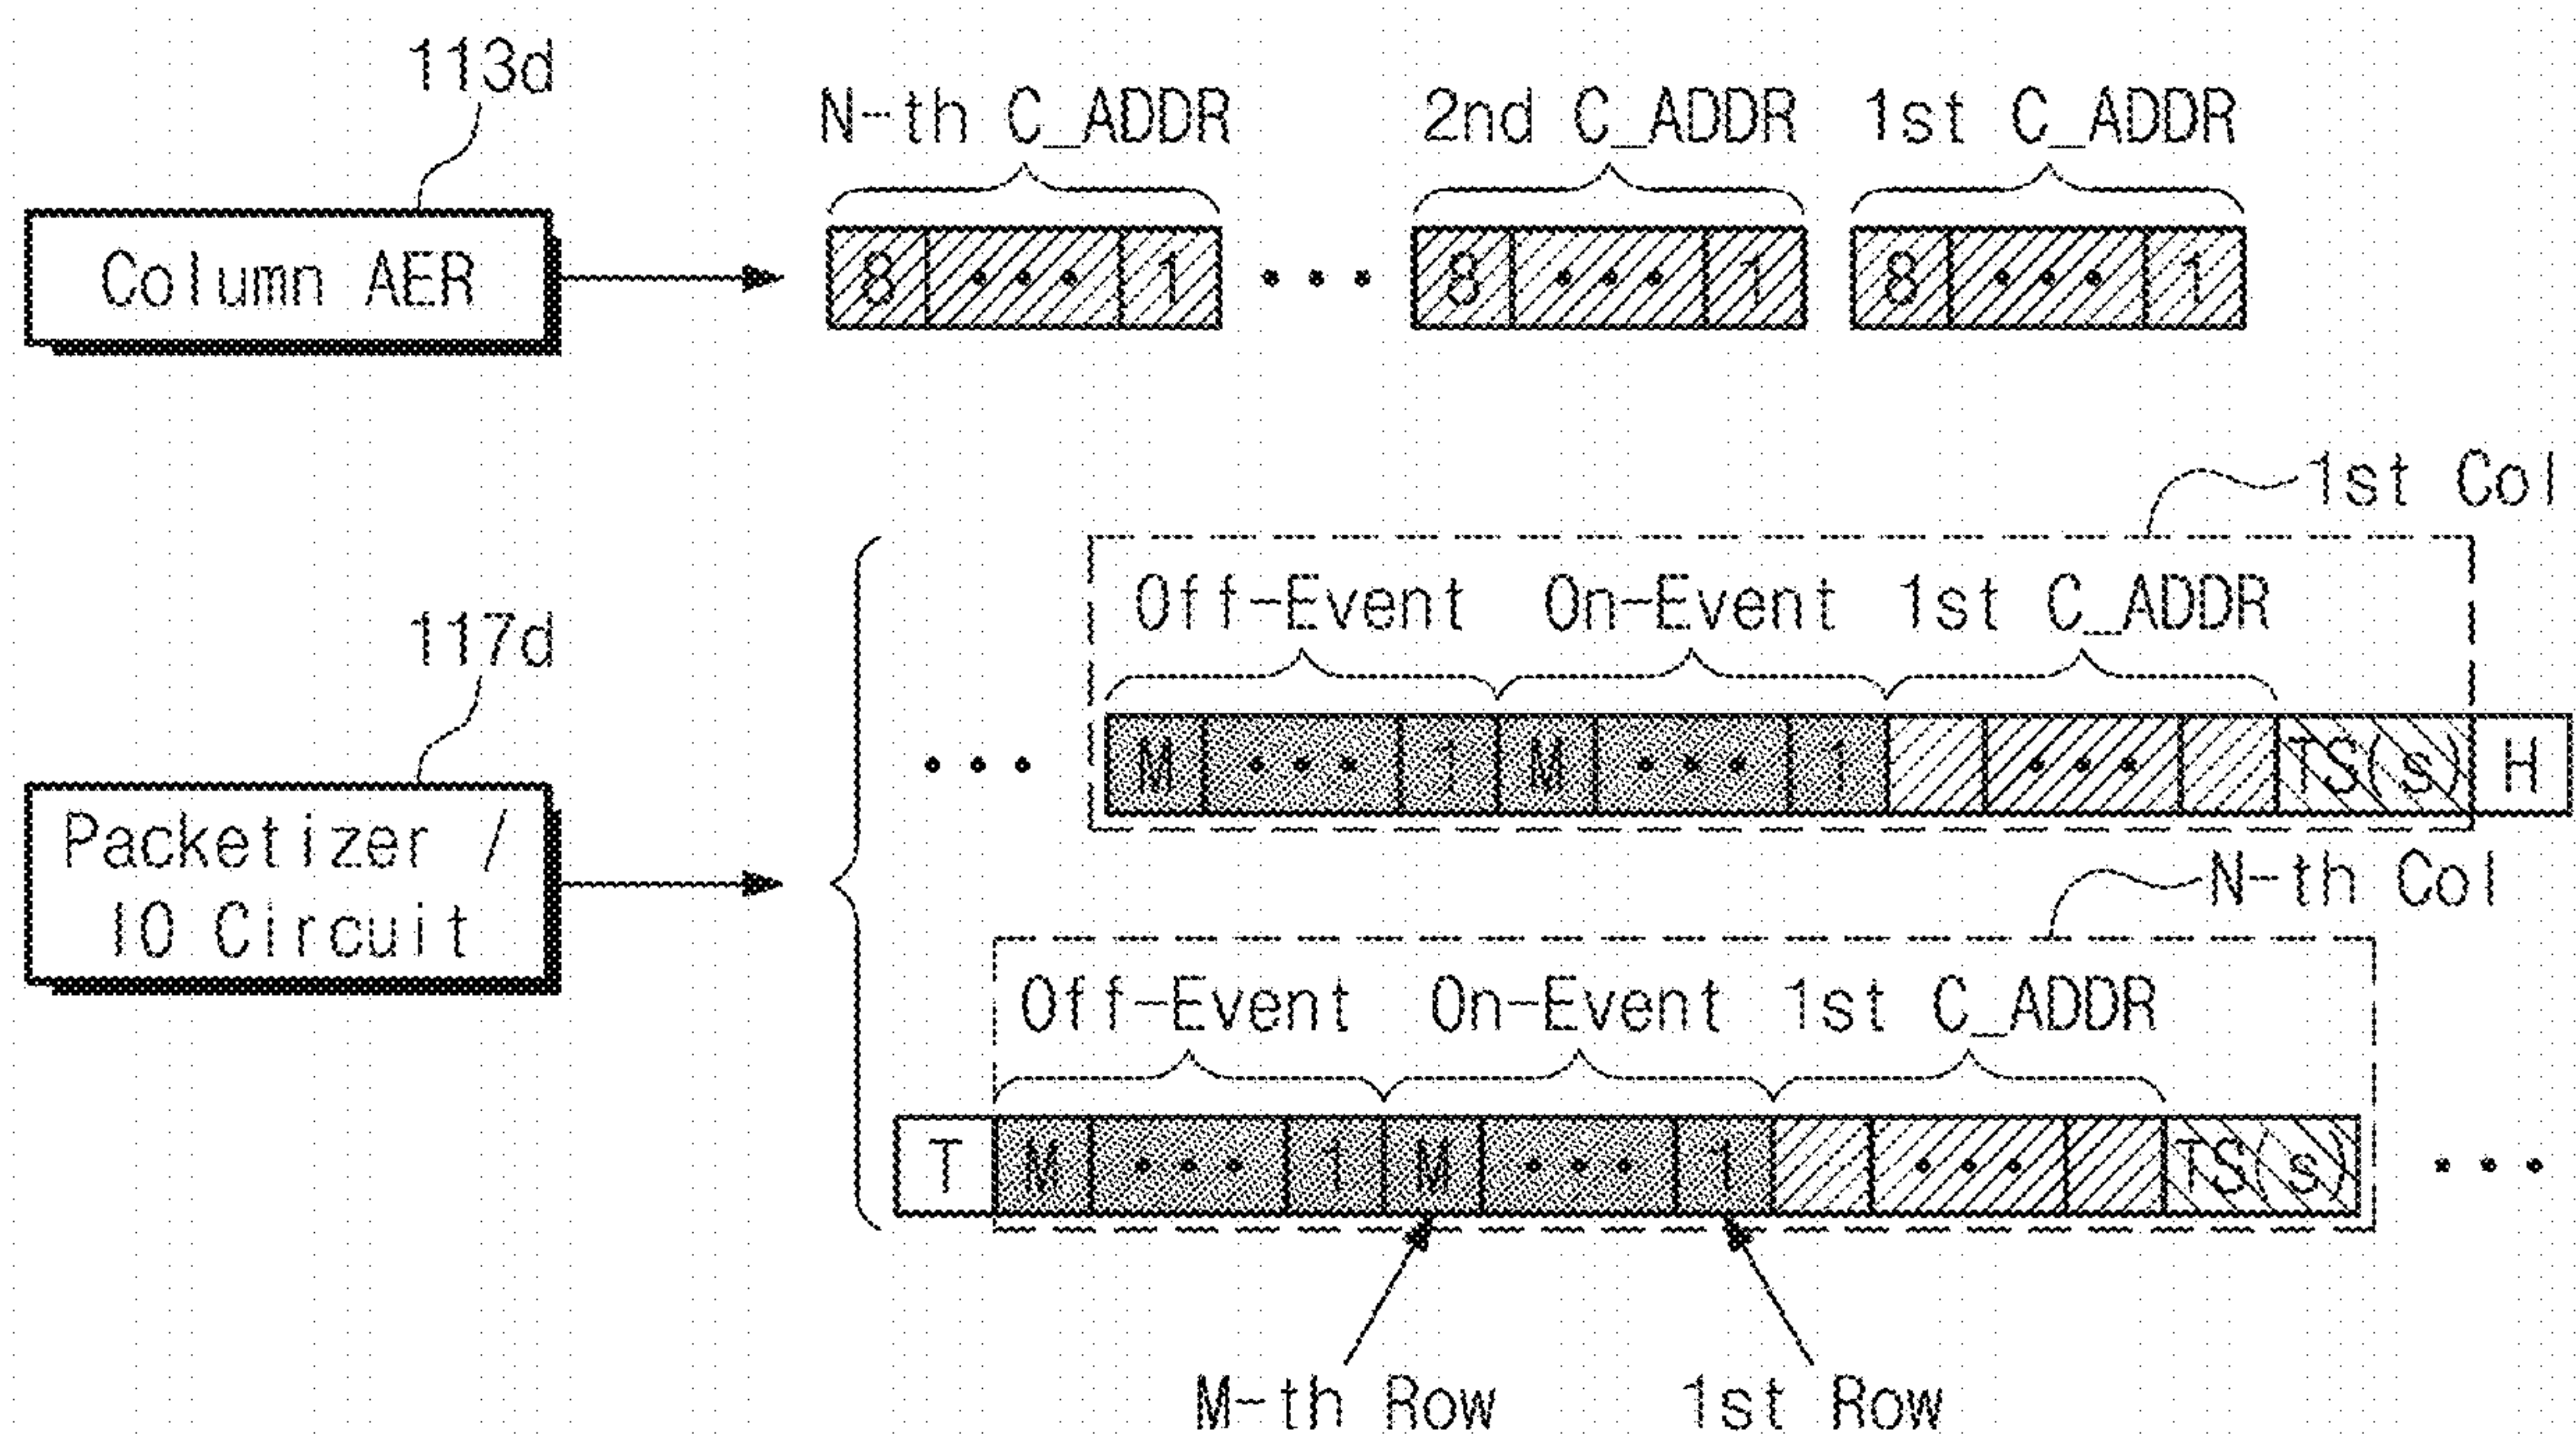 113d
N-th C_ADDR 2nd C_ADDR 1st C_ADDR
Column AER
8 ... 1 ... 8 ... 1 8 ... 1
1st Col
Off-Event On-Event 1st C_ADDR
117d
... M ... 1 M ... 1 ... TS(s) H
Packetizer /
IO Circuit
N-th Col
Off-Event On-Event 1st C_ADDR
T M ... 1 M ... 1 ... TS(s) ...
M-th Row 1st Row